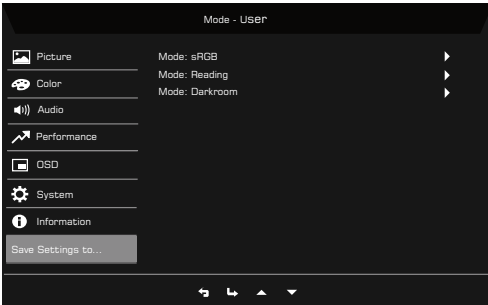 Mode - User
Picture
Color
Audio
Performance
OSD
System
Information
Save Settings to...
Mode: sRGB
Mode: Reading
Mode: Darkroom